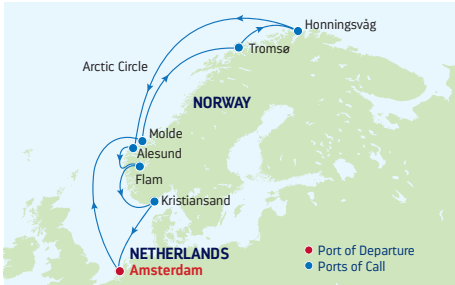 Honningsvåg
Tromsø
Arctic Circle
NORWAY
Molde
Alesund
Flam
Kristiansand
NETHERLANDS
Amsterdam
Port of Departure
Ports of Call